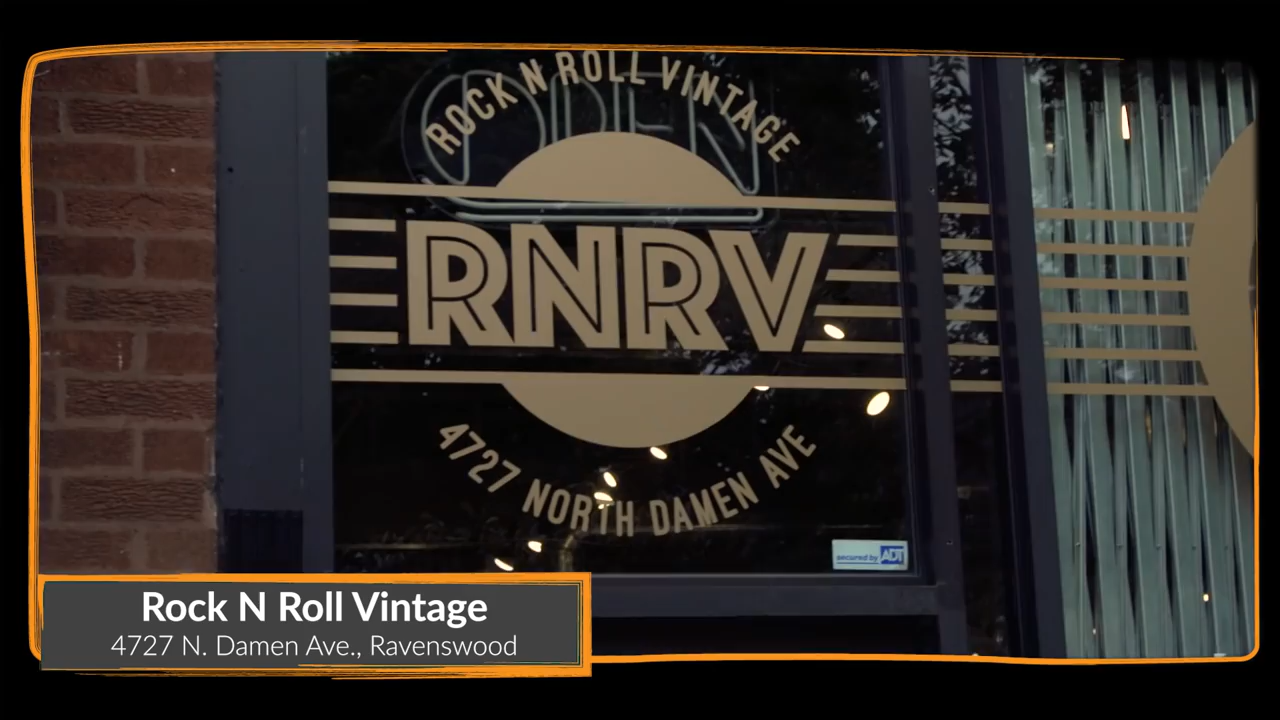 ROCK N ROLL VINTAGE
OPEN
RNRV
4727 NORTH DAMEN AVE
secured by ADT
Rock N Roll Vintage
4727 N. Damen Ave., Ravenswood